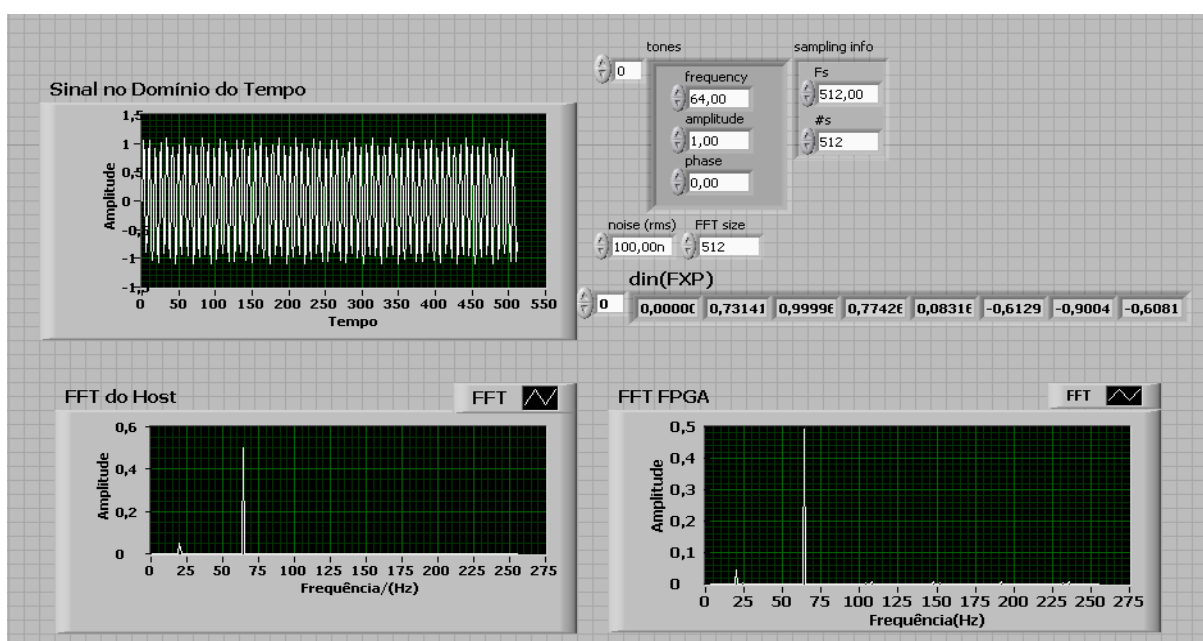 tones
sampling info
0
frequency
64,00
amplitude
1,00
phase
0,00
Fs
512,00
#s
512
noise (rms)
FFT size
100,00n
512
Sinal no Domínio do Tempo
1,5
1
0,5
0
-0,5
-1
-1,5
Amplitude
0 50 100 150 200 250 300 350 400 450 500 550
Tempo
din(FXP)
0
0,0000( 0,73141 0,9999€ 0,7742€ 0,0831€ -0,6129 -0,9004 -0,6081
FFT do Host
FFT
0,6
0,4
0,2
0
Amplitude
0 25 50 75 100 125 150 175 200 225 250 275
Frequência/(Hz)
FFT FPGA
FFT
0,5
0,4
0,3
0,2
0,1
0
Amplitude
0 25 50 75 100 125 150 175 200 225 250 275
Frequência(Hz)